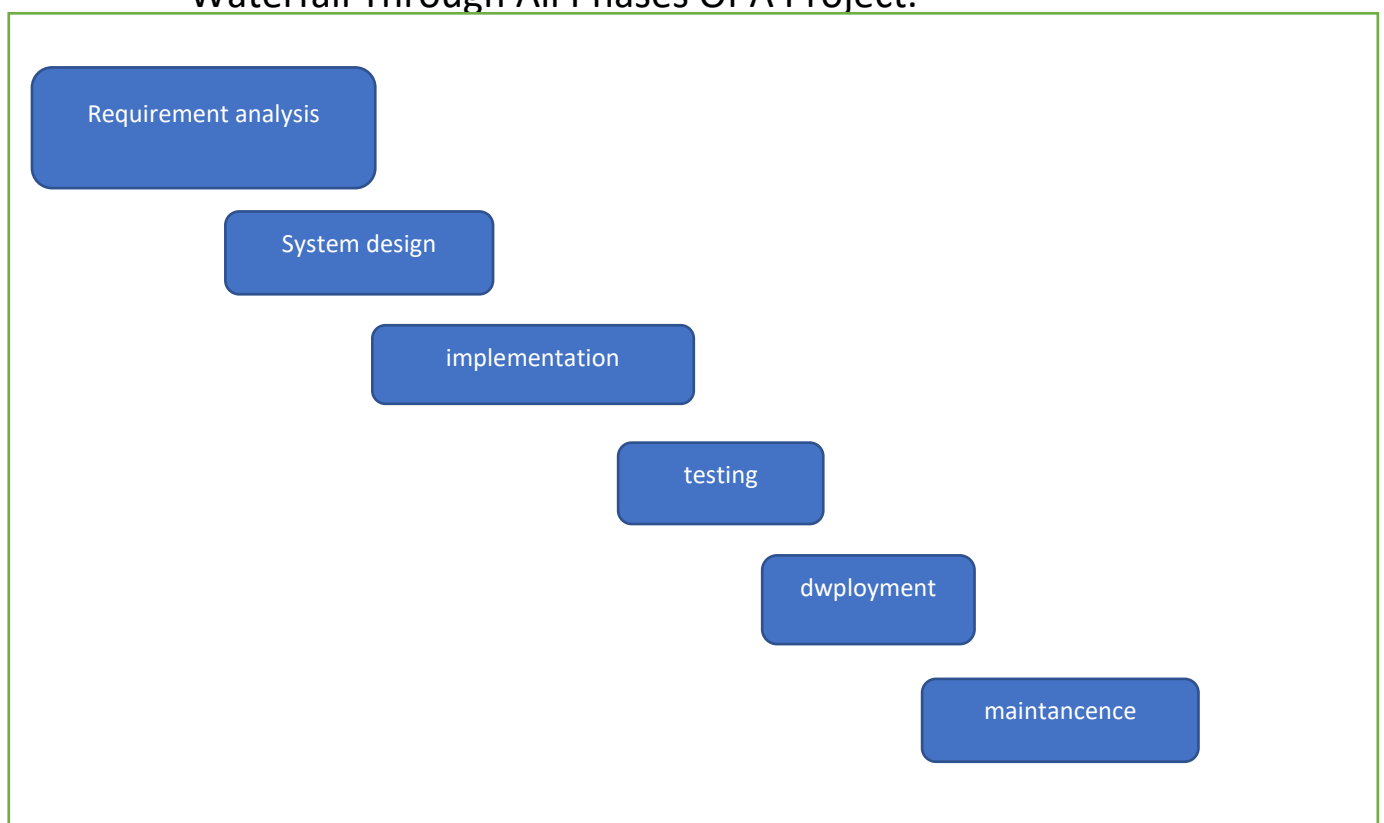 Waterfall Through All Phases Of A Project.
Requirement analysis
System design
implementation
testing
dwployment
maintancence